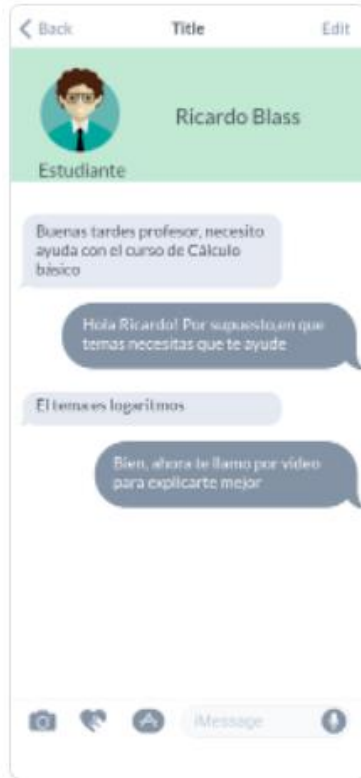 Back Title Edit
Ricardo Blass
Estudiante
Buenas tardes profesor, necesito
ayuda con el curso de Cálculo
básico
Hola Ricardo! Por supuesto,en que
temas necesitas que te ayude
El tema es logaritmos
Bien, ahora te llamo por video
para explicarte mejor
iMessage